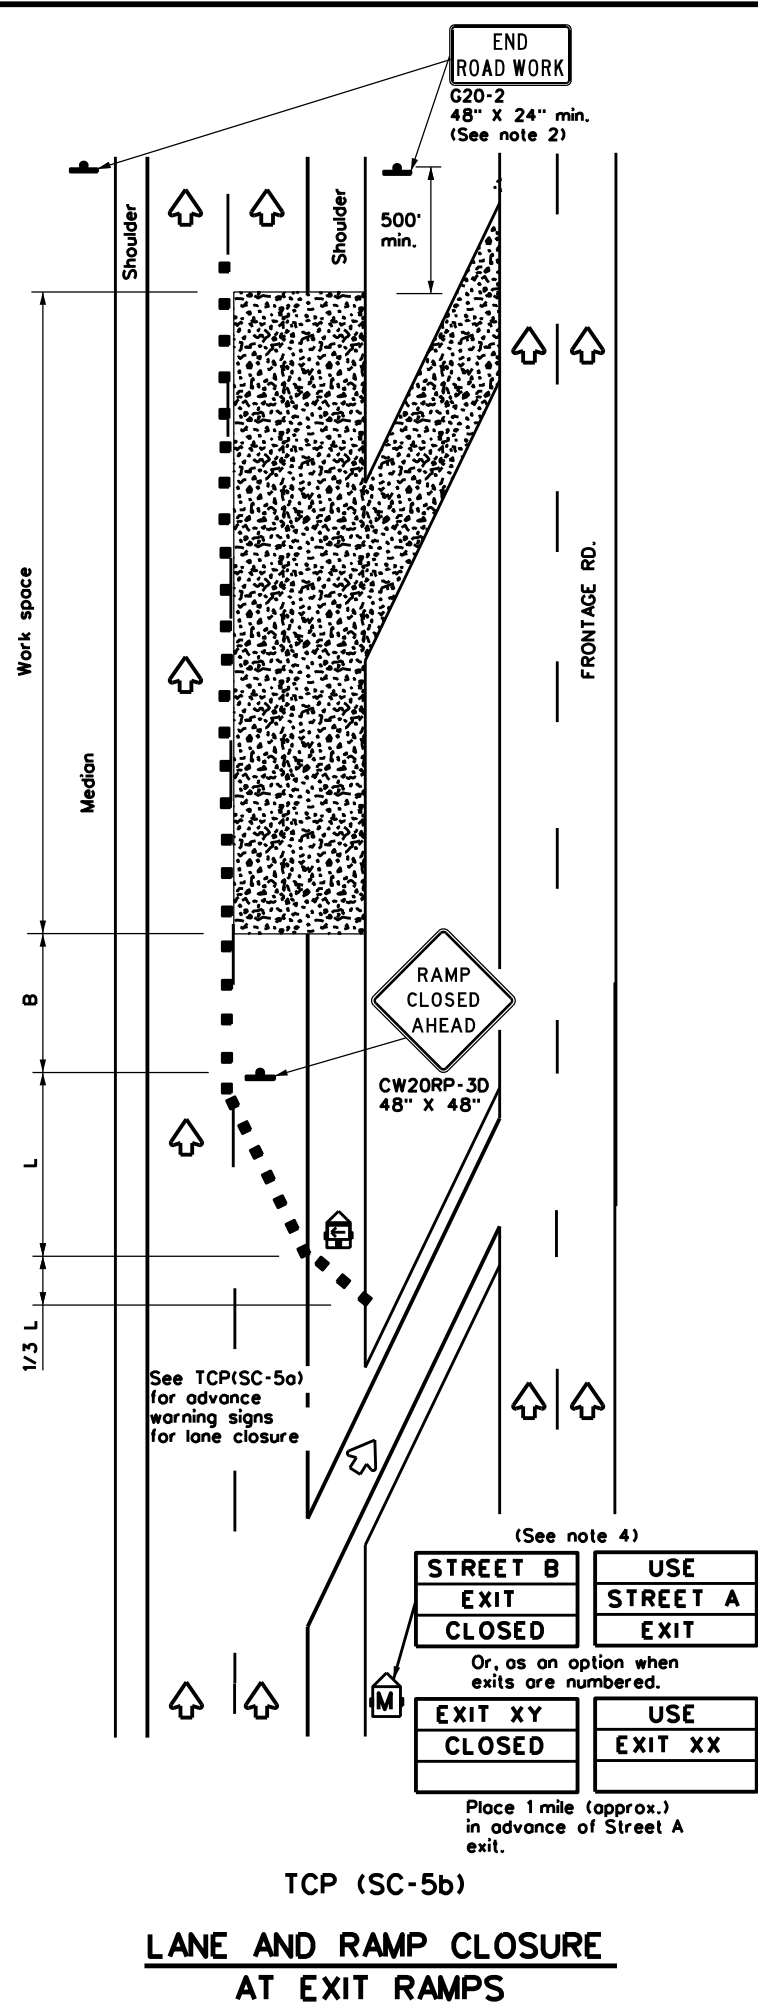 END
ROAD WORK
G20-2
48" X 24" min.
(See note 2)
Shoulder
Shoulder
500'
min.
FRONTAGE RD.
Work space
Median
RAMP
CLOSED
AHEAD
B
CW20RP-3D
48" X 48"
L
1/3 L
See TCP(SC-5a)
for advance
warning signs
for lane closure
(See note 4)
STREET B
EXIT
CLOSED
USE
STREET A
EXIT
Or, as an option when
exits are numbered.
M
EXIT XY
CLOSED
USE
EXIT XX
Place 1 mile (approx.)
in advance of Street A
exit.
TCP (SC-5b)
LANE AND RAMP CLOSURE
AT EXIT RAMPS